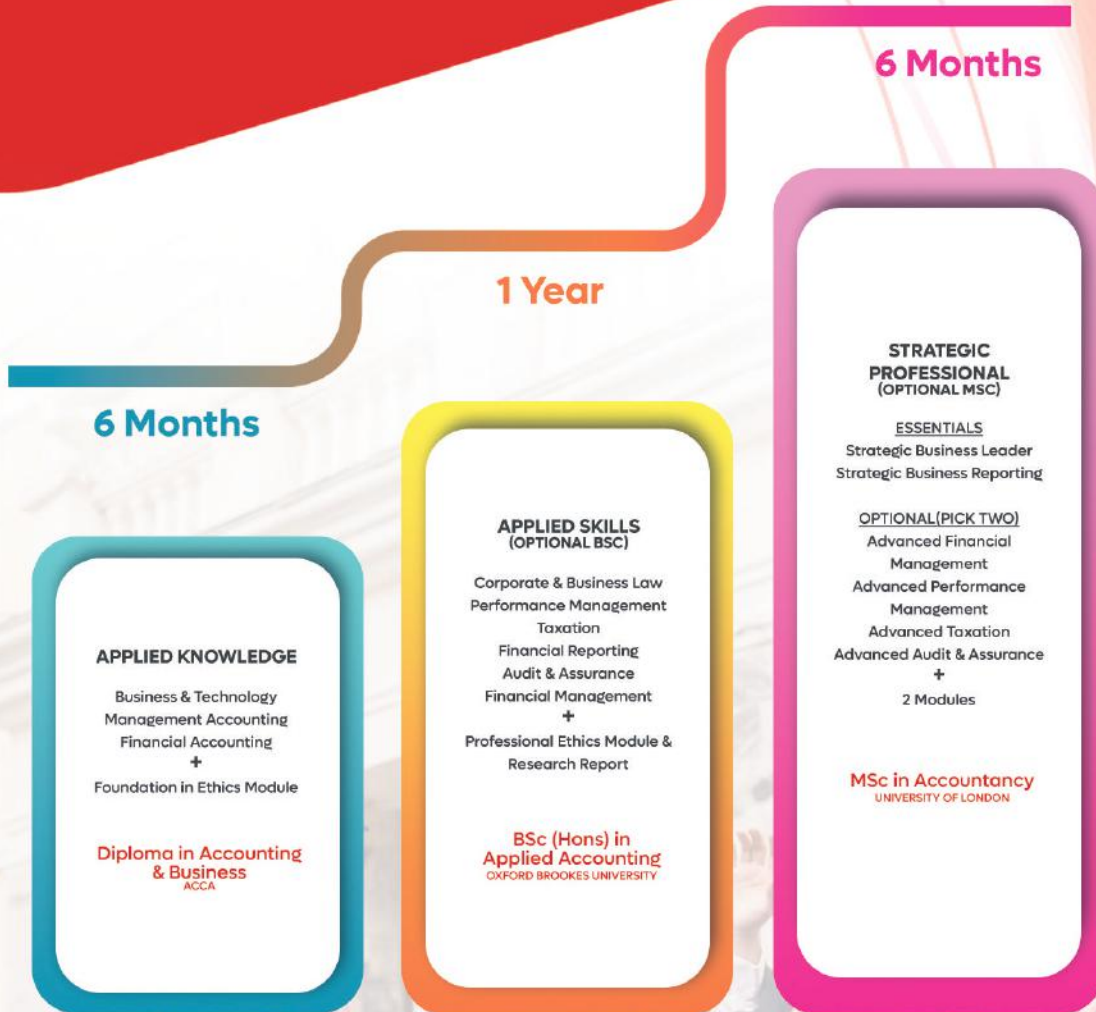 6 Months
1 Year
6 Months
APPLIED KNOWLEDGE
Business & Technology
Management Accounting
Financial Accounting
+
Foundation in Ethics Module
Diploma in Accounting
& Business
ACCA
APPLIED SKILLS
(OPTIONAL BSC)
Corporate & Business Law
Performance Management
Taxation
Financial Reporting
Audit & Assurance
Financial Management
+
Professional Ethics Module &
Research Report
BSc (Hons) in
Applied Accounting
OXFORD BROOKES UNIVERSITY
STRATEGIC
PROFESSIONAL
(OPTIONAL MSC)
ESSENTIALS
Strategic Business Leader
Strategic Business Reporting
OPTIONAL(PICK TWO)
Advanced Financial
Management
Advanced Performance
Management
Advanced Taxation
Advanced Audit & Assurance
+
2 Modules
MSc in Accountancy
UNIVERSITY OF LONDON